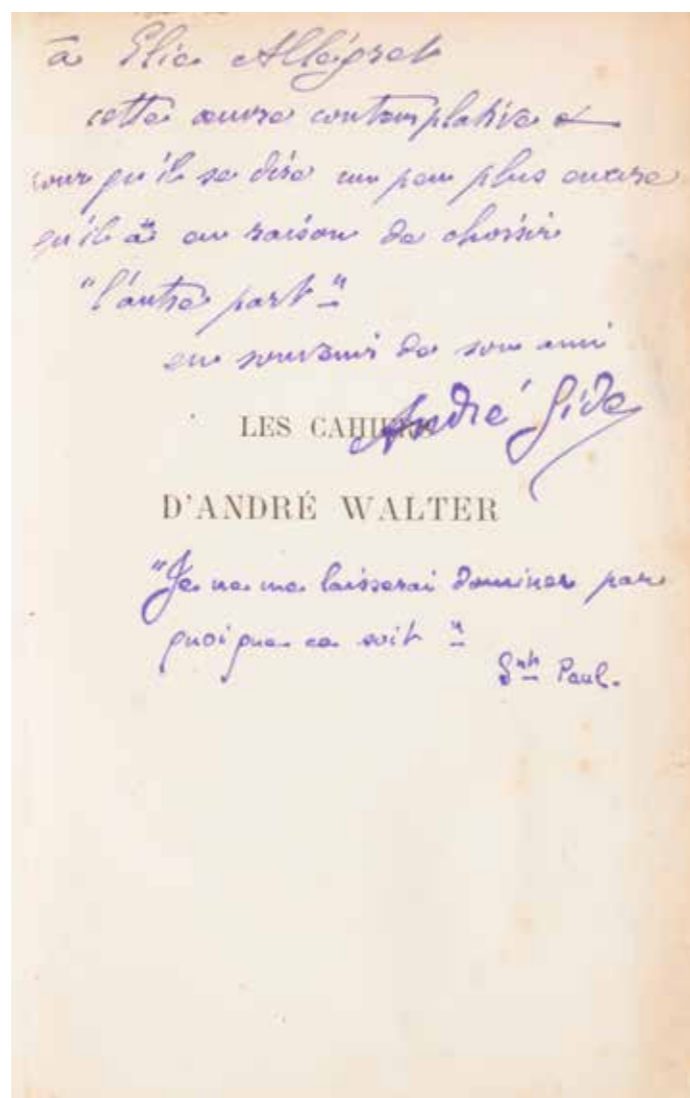 à Elie Allégret
cette œuvre contemplative &
pour qu'il se dise un peu plus encore
qu'il a eu raison de choisir
"l'autre part"
en souvenir de son ami
André Gide
LES CAHIERS
D'ANDRÉ WALTER
"Je ne me laisserai dominer par
quoi que ce soit"
Snt Paul.